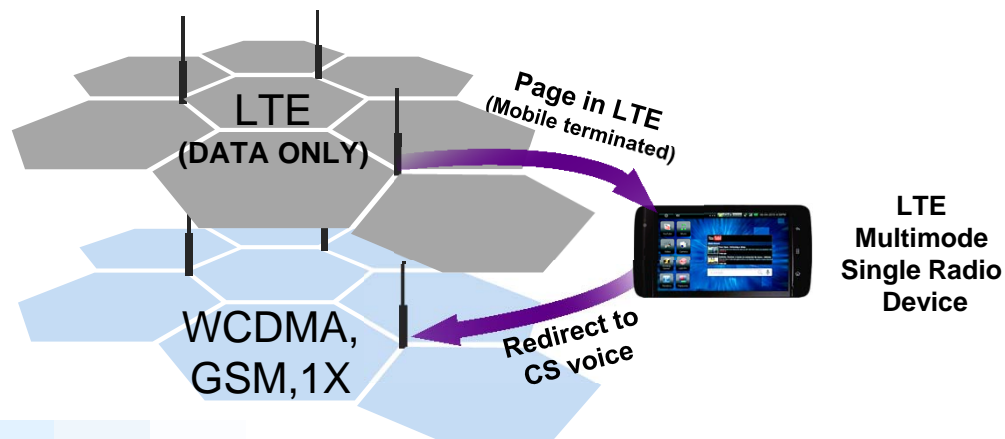 LTE
(DATA ONLY)
Page in LTE
(Mobile terminated)
LTE
Multimode
Single Radio
Device
WCDMA,
GSM,1X
Redirect to
CS voice